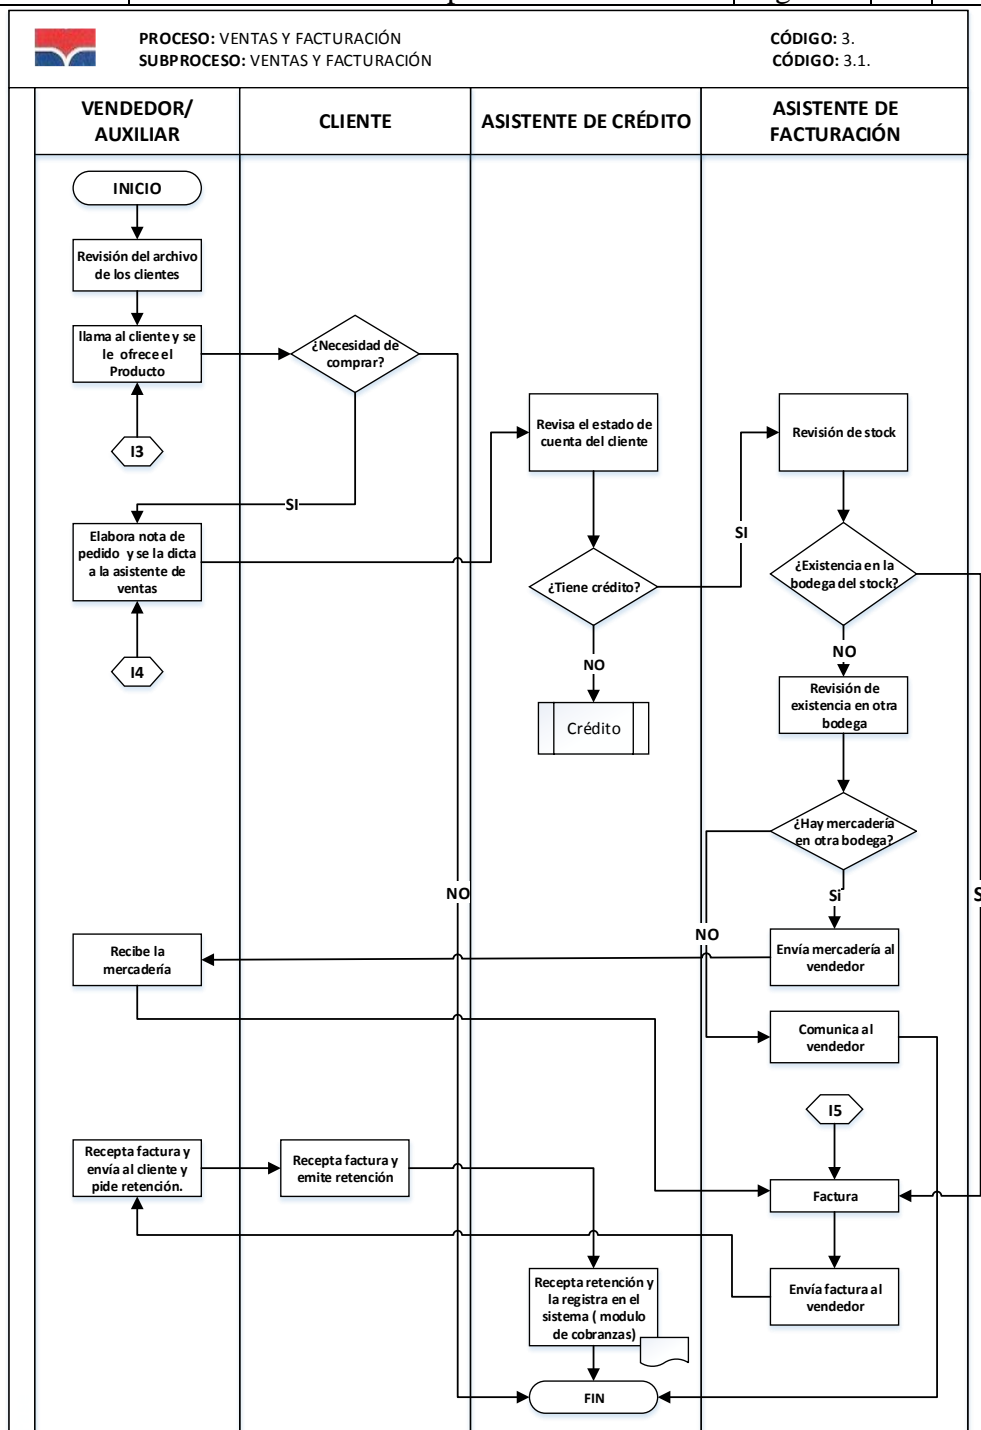 PROCESO: VENTAS Y FACTURACIÓN
CÓDIGO: 3.
SUBPROCESO: VENTAS Y FACTURACIÓN
CÓDIGO: 3.1.
VENDEDOR/
AUXILIAR
CLIENTE
ASISTENTE DE CRÉDITO
ASISTENTE DE
FACTURACIÓN
INICIO
Revisión del archivo
de los clientes
llama al cliente y se
le ofrece el
Producto
¿Necesidad de
comprar?
I3
Revisa el estado de
cuenta del cliente
Revisión de stock
SI
Elabora nota de
pedido y se la dicta
a la asistente de
ventas
SI
¿Tiene crédito?
¿Existencia en la
bodega del stock?
I4
NO
NO
Crédito
Revisión de
existencia en otra
bodega
¿Hay mercadería
en otra bodega?
NO
Si
NO
Recibe la
mercadería
Envía mercadería al
vendedor
Comunica al
vendedor
I5
Recepta factura y
envía al cliente y
pide retención.
Recepta factura y
emite retención
Factura
Recepta retención y
la registra en el
sistema ( modulo
de cobranzas)
Envía factura al
vendedor
FIN